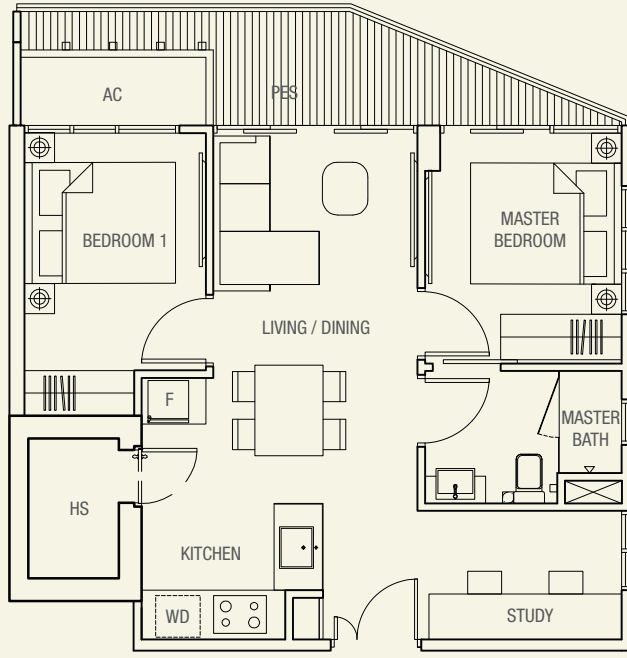 AC
PES
BEDROOM 1
MASTER
BEDROOM
LIVING / DINING
F
MASTER
BATH
HS
KITCHEN
WD
STUDY